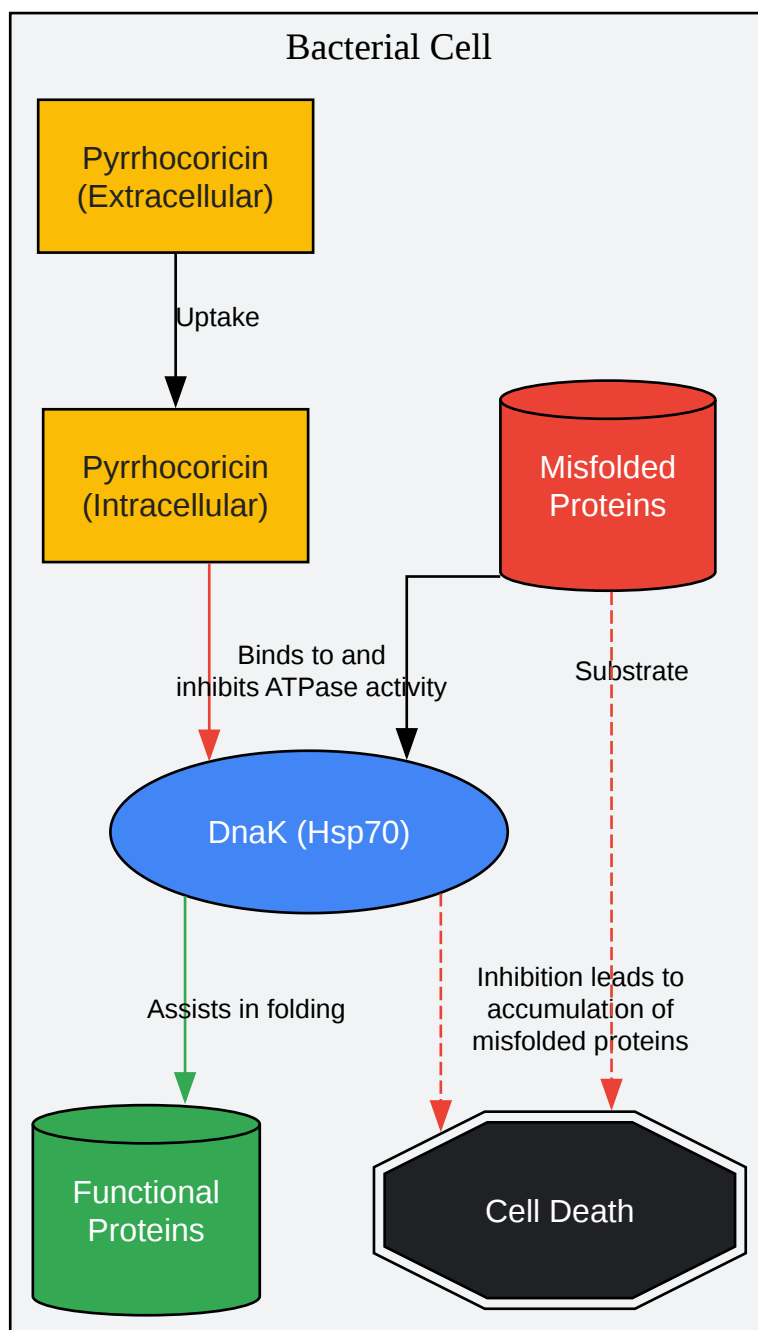 Bacterial Cell
Pyrrhocoricin
(Extracellular)
Uptake
Pyrrhocoricin
(Intracellular)
Misfolded
Proteins
Binds to and
inhibits ATPase activity
Substrate
DnaK (Hsp70)
Assists in folding
Inhibition leads to
accumulation of
misfolded proteins
Functional
Proteins
Cell Death